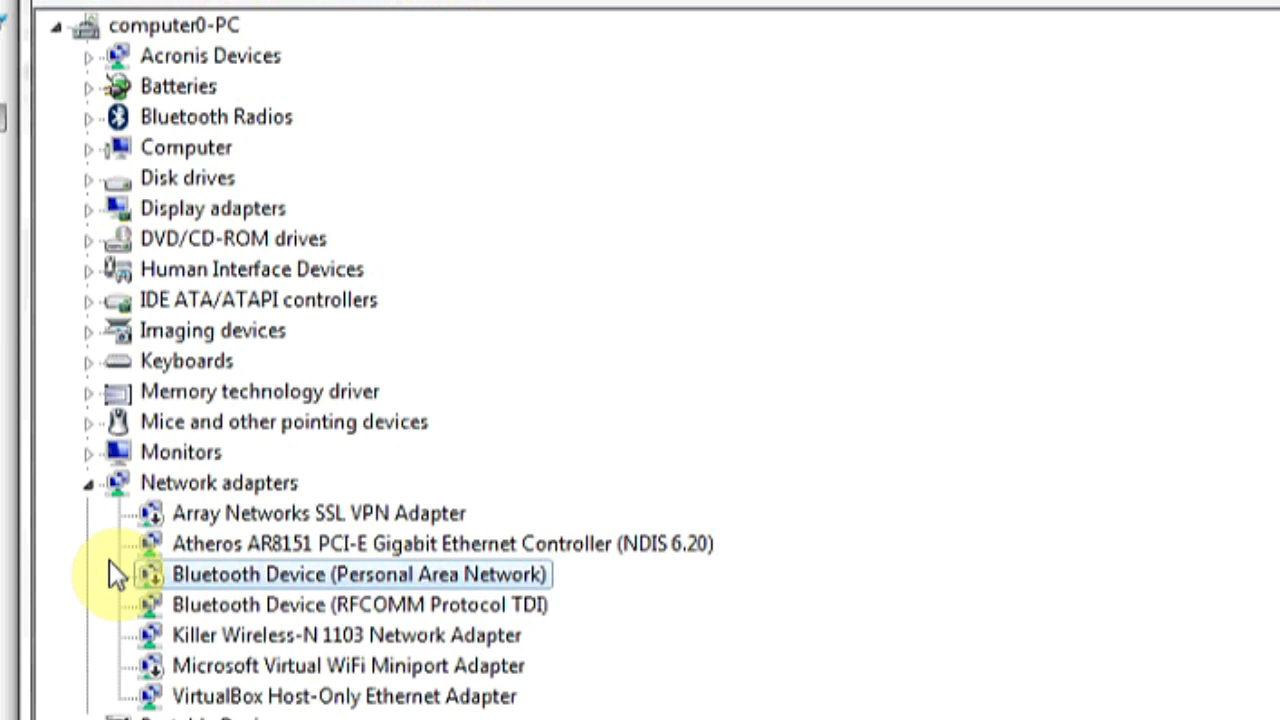 computer0-PC
Acronis Devices
Batteries
Bluetooth Radios
Computer
Disk drives
Display adapters
DVD/CD-ROM drives
Human Interface Devices
IDE ATA/ATAPI controllers
Imaging devices
Keyboards
Memory technology driver
Mice and other pointing devices
Monitors
Network adapters
Array Networks SSL VPN Adapter
Atheros AR8151 PCI-E Gigabit Ethernet Controller (NDIS 6.20)
Bluetooth Device (Personal Area Network)
Bluetooth Device (RFCOMM Protocol TDI)
Killer Wireless-N 1103 Network Adapter
Microsoft Virtual WiFi Miniport Adapter
VirtualBox Host-Only Ethernet Adapter